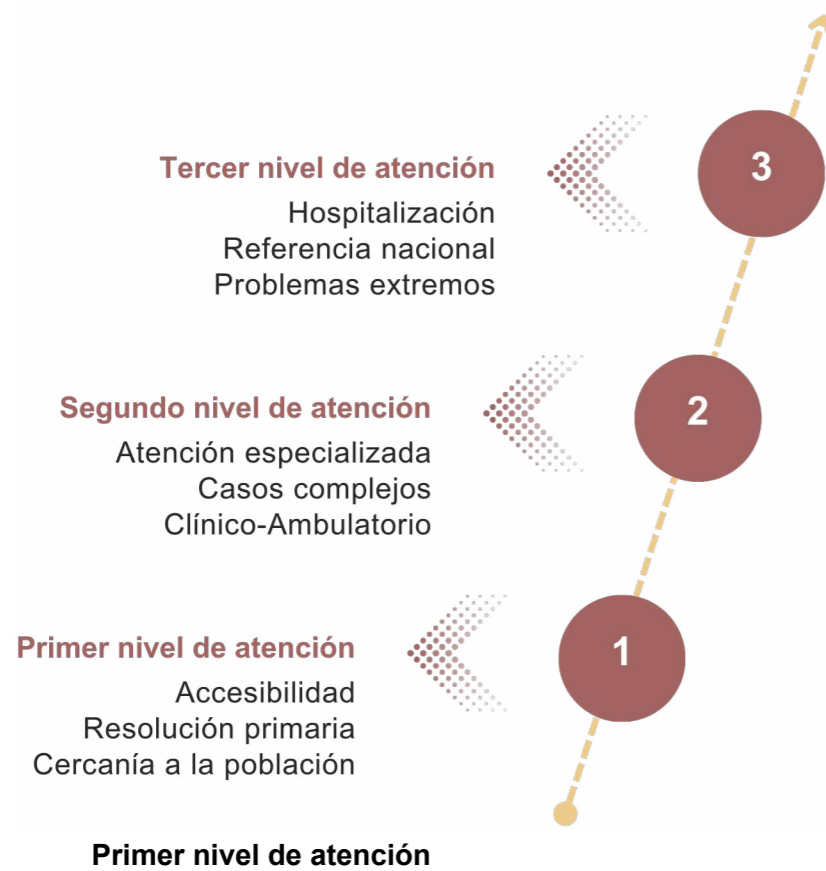 3
Tercer nivel de atención
Hospitalización
Referencia nacional
Problemas extremos
2
Segundo nivel de atención
Atención especializada
Casos complejos
Clínico-Ambulatorio
1
Primer nivel de atención
Accesibilidad
Resolución primaria
Cercanía a la población
Primer nivel de atención